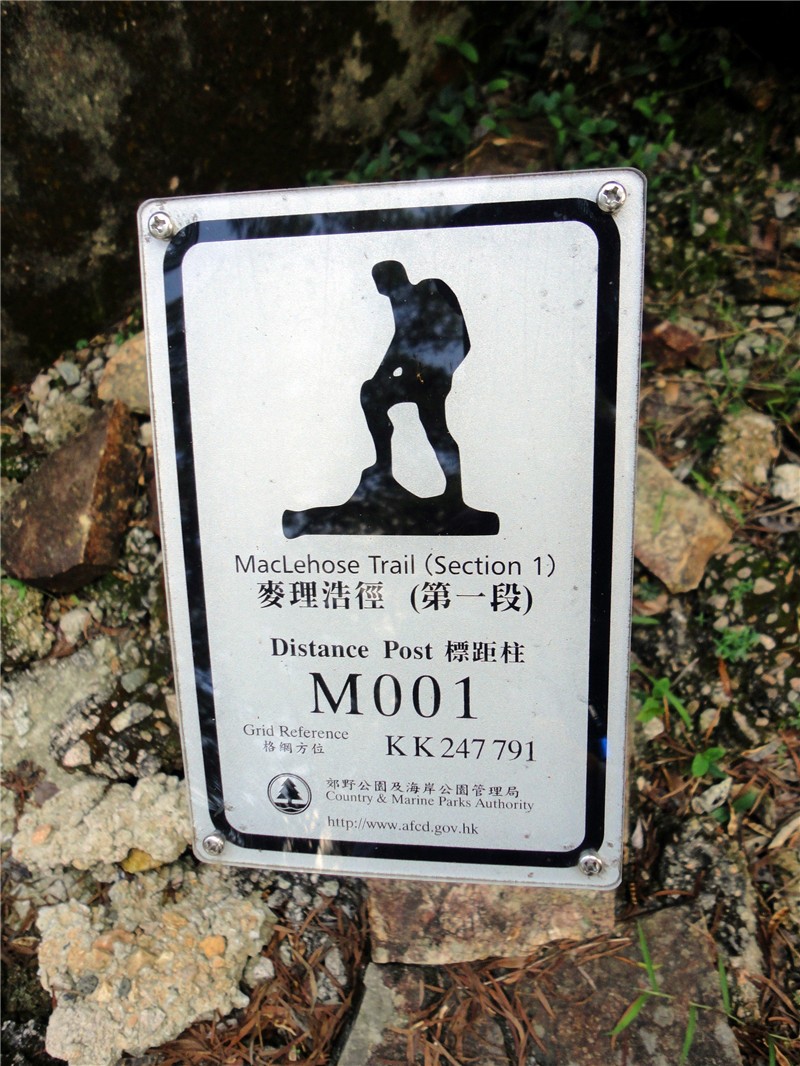 MacLehose Trail (Section 1)
麥理浩徑 (第一段)
Distance Post 標距柱
M001
Grid Reference
格網方位
KK247791
郊野公園及海岸公園管理局
Country & Marine Parks Authority
http://www.afcd.gov.hk